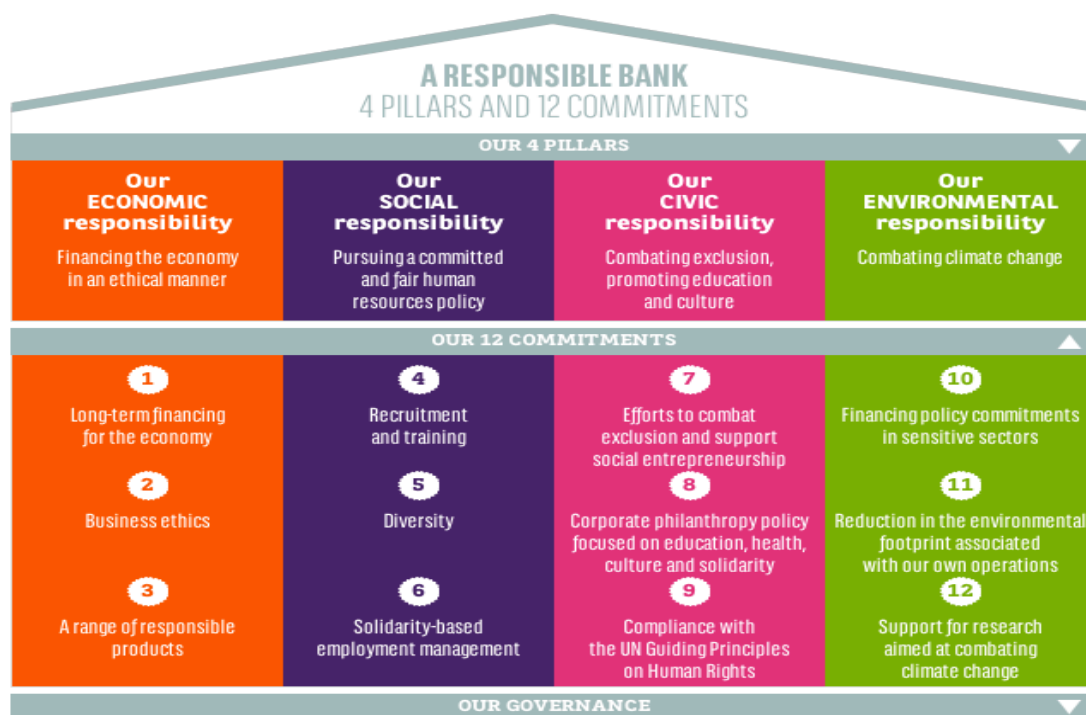 A RESPONSIBLE BANK
4 PILLARS AND 12 COMMITMENTS
OUR 4 PILLARS
Our
ECONOMIC
responsibility
Financing the economy
in an ethical manner
Our
SOCIAL
responsibility
Pursuing a committed
and fair human
resources policy
Our
CIVIC
responsibility
Combating exclusion,
promoting education
and culture
Our
ENVIRONMENTAL
responsibility
Combating climate change
OUR 12 COMMITMENTS
1
Long-term financing
for the economy
2
Business ethics
3
A range of responsible
products
4
Recruitment
and training
5
Diversity
6
Solidarity-based
employment management
7
Efforts to combat
exclusion and support
social entrepreneurship
8
Corporate philanthropy policy
focused on education, health,
culture and solidarity
9
Compliance with
the UN Guiding Principles
on Human Rights
10
Financing policy commitments
in sensitive sectors
11
Reduction in the environmental
footprint associated
with our own operations
12
Support for research
aimed at combating
climate change
OUR GOVERNANCE